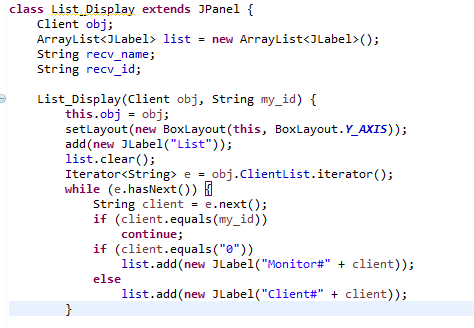 class List_Display extends JPanel {
    Client obj;
    ArrayList<JLabel> list = new ArrayList<JLabel>();
    String recv_name;
    String recv_id;

    List_Display(Client obj, String my_id) {
        this.obj = obj;
        setLayout(new BoxLayout(this, BoxLayout.Y_AXIS));
        add(new JLabel("List"));
        list.clear();
        Iterator<String> e = obj.ClientList.iterator();
        while (e.hasNext()) {
            String client = e.next();
            if (client.equals(my_id))
                continue;
            if (client.equals("0"))
                list.add(new JLabel("Monitor#" + client));
            else
                list.add(new JLabel("Client#" + client));
        }